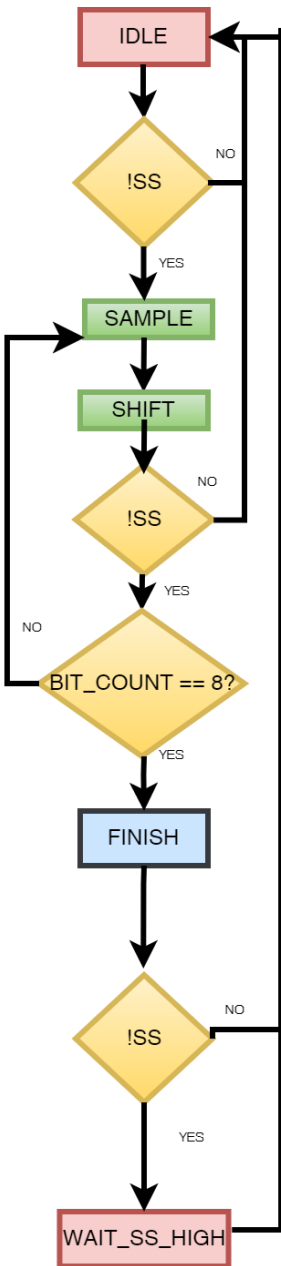 IDLE
!SS
NO
YES
SAMPLE
SHIFT
NO
!SS
YES
NO
BIT_COUNT == 8?
YES
FINISH
!SS
NO
YES
WAIT_SS_HIGH